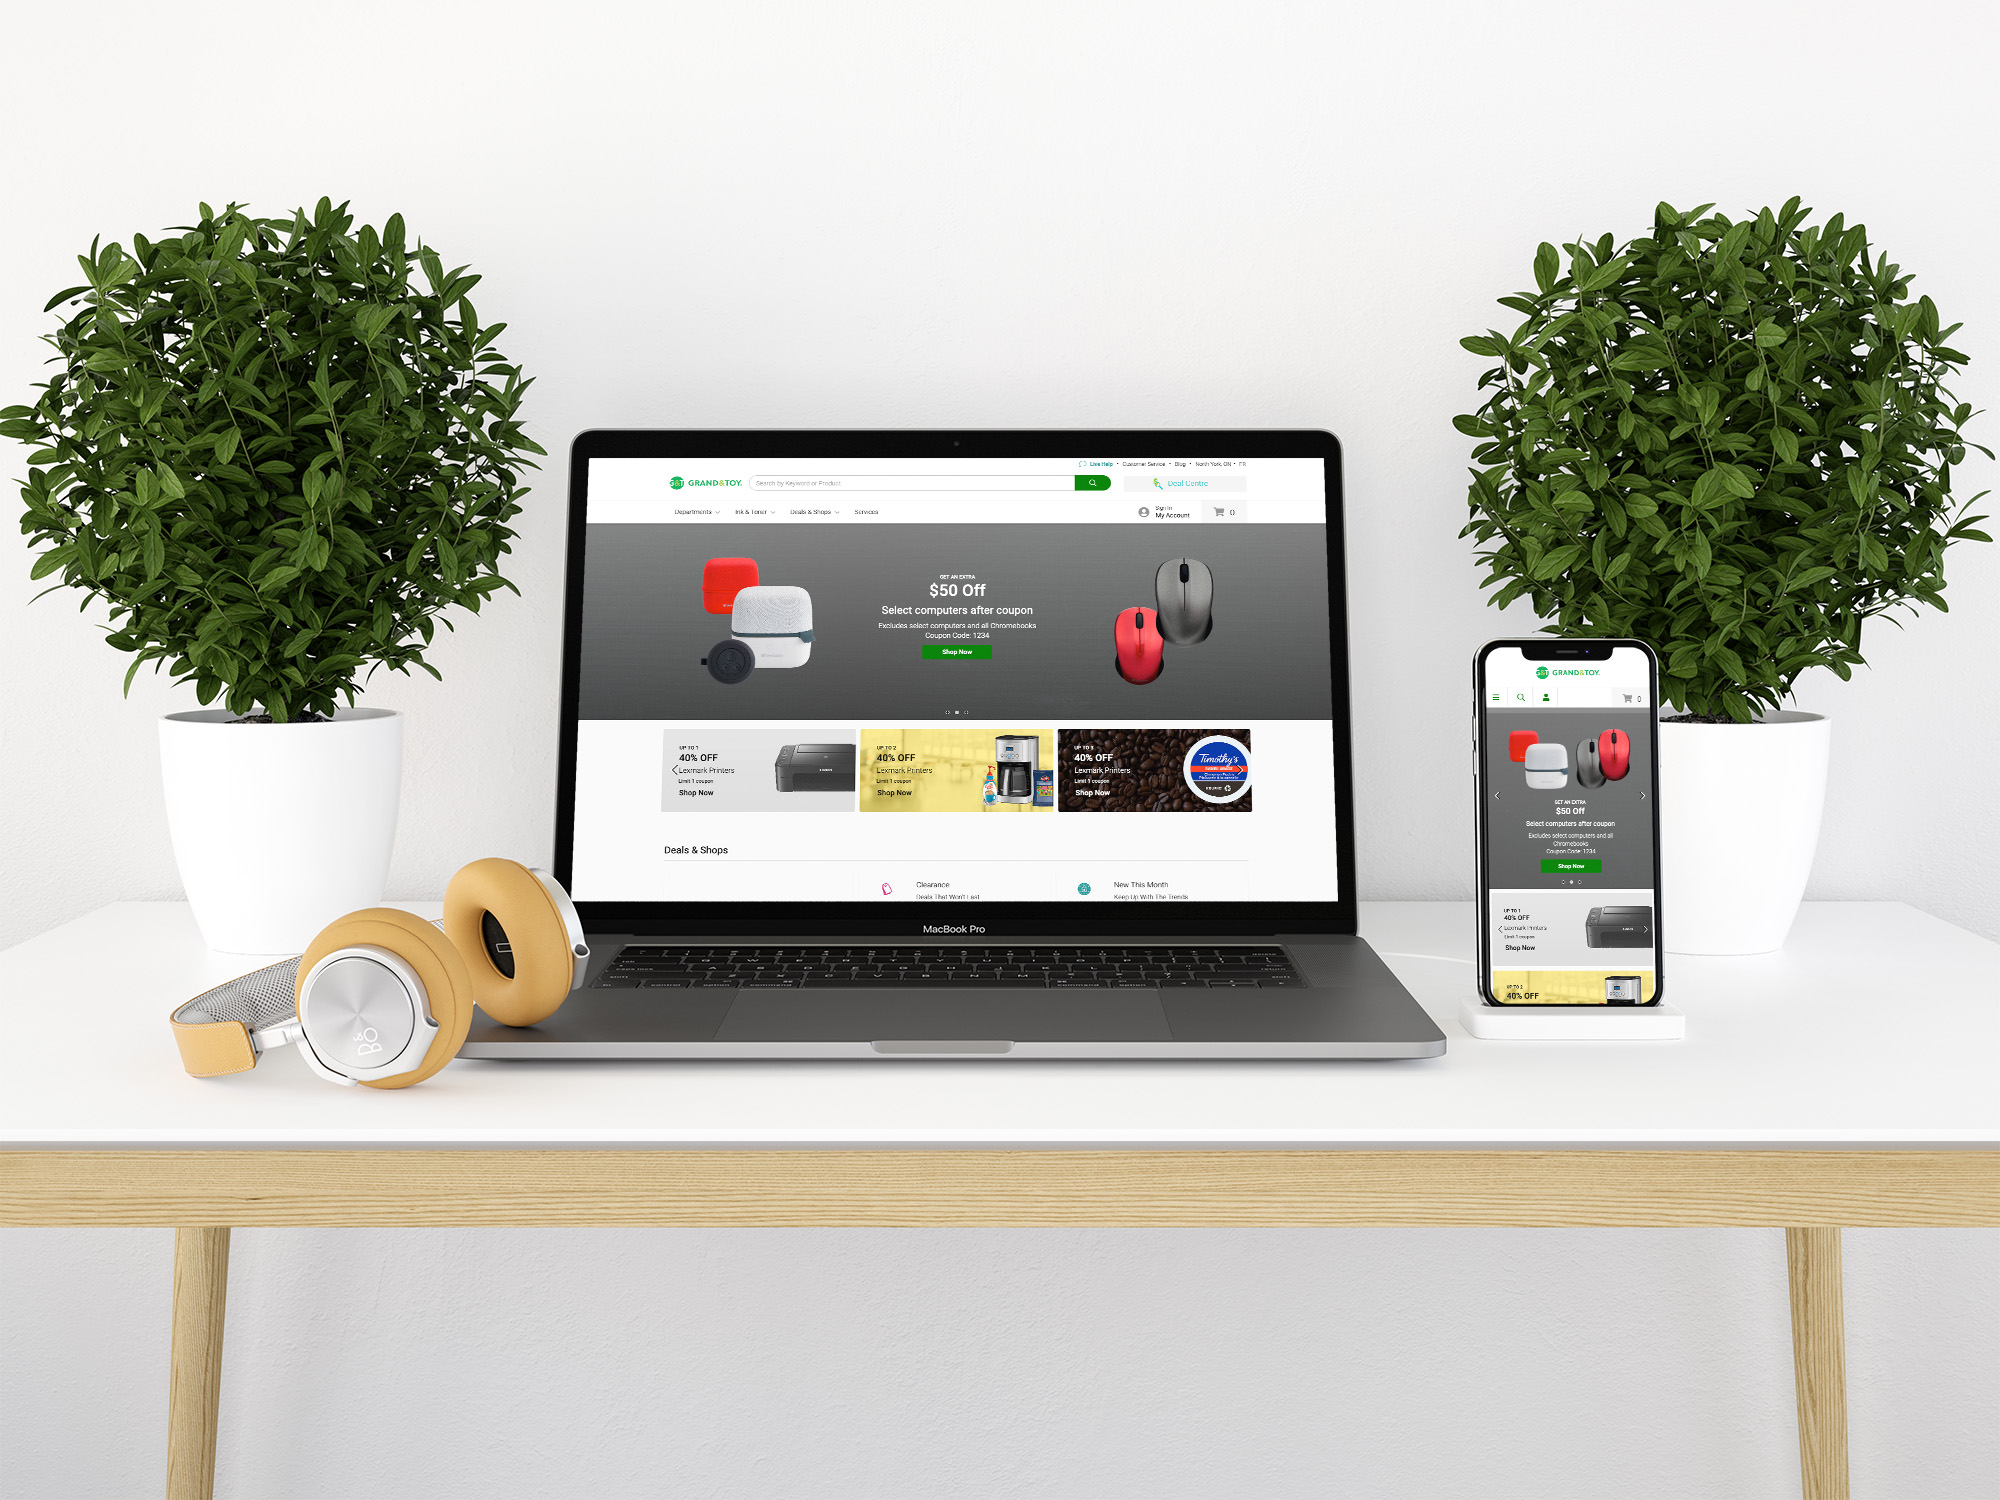 Live Help • Customer Service • Blog • North York, ON • FR
G&T GRAND&TOY.
Search by Keyword or Product
Deal Centre
Departments
Ink & Toner
Deals & Shops
Services
Sign In
My Account
0
GET AN EXTRA
$50 Off
Select computers after coupon
Excludes select computers and all Chromebooks
Coupon Code: 1234
Shop Now
UP TO 1
40% OFF
Lexmark Printers
Limit 1 coupon
Shop Now
UP TO 2
40% OFF
Lexmark Printers
Limit 1 coupon
Shop Now
UP TO 3
40% OFF
Lexmark Printers
Limit 1 coupon
Shop Now
Timothy's
Deals & Shops
Clearance
Deals That Won't Last
New This Month
Keep Up With The Trends
MacBook Pro
B&O
G&T GRAND&TOY.
0
GET AN EXTRA
$50 Off
Select computers after coupon
Excludes select computers and all
Chromebooks
Coupon Code: 1234
Shop Now
UP TO 1
40% OFF
Lexmark Printers
Limit 1 coupon
Shop Now
UP TO 2
40% OFF